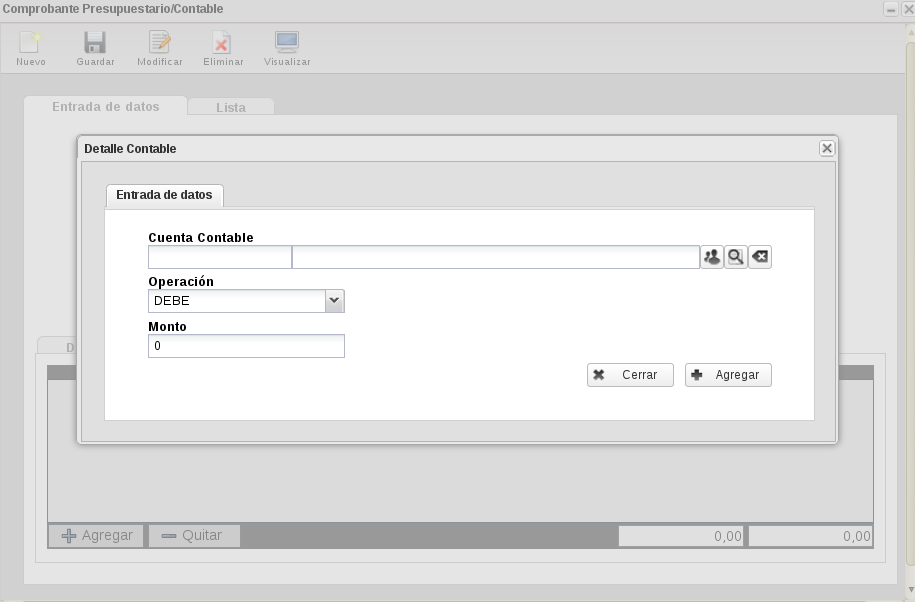 Comprobante Presupuestario/Contable
Nuevo Guardar Modificar Eliminar Visualizar
Entrada de datos Lista
Detalle Contable
Entrada de datos
Cuenta Contable
Operación
DEBE
Monto
0
Cerrar Agregar
D
Agregar Quitar 0,00 0,00